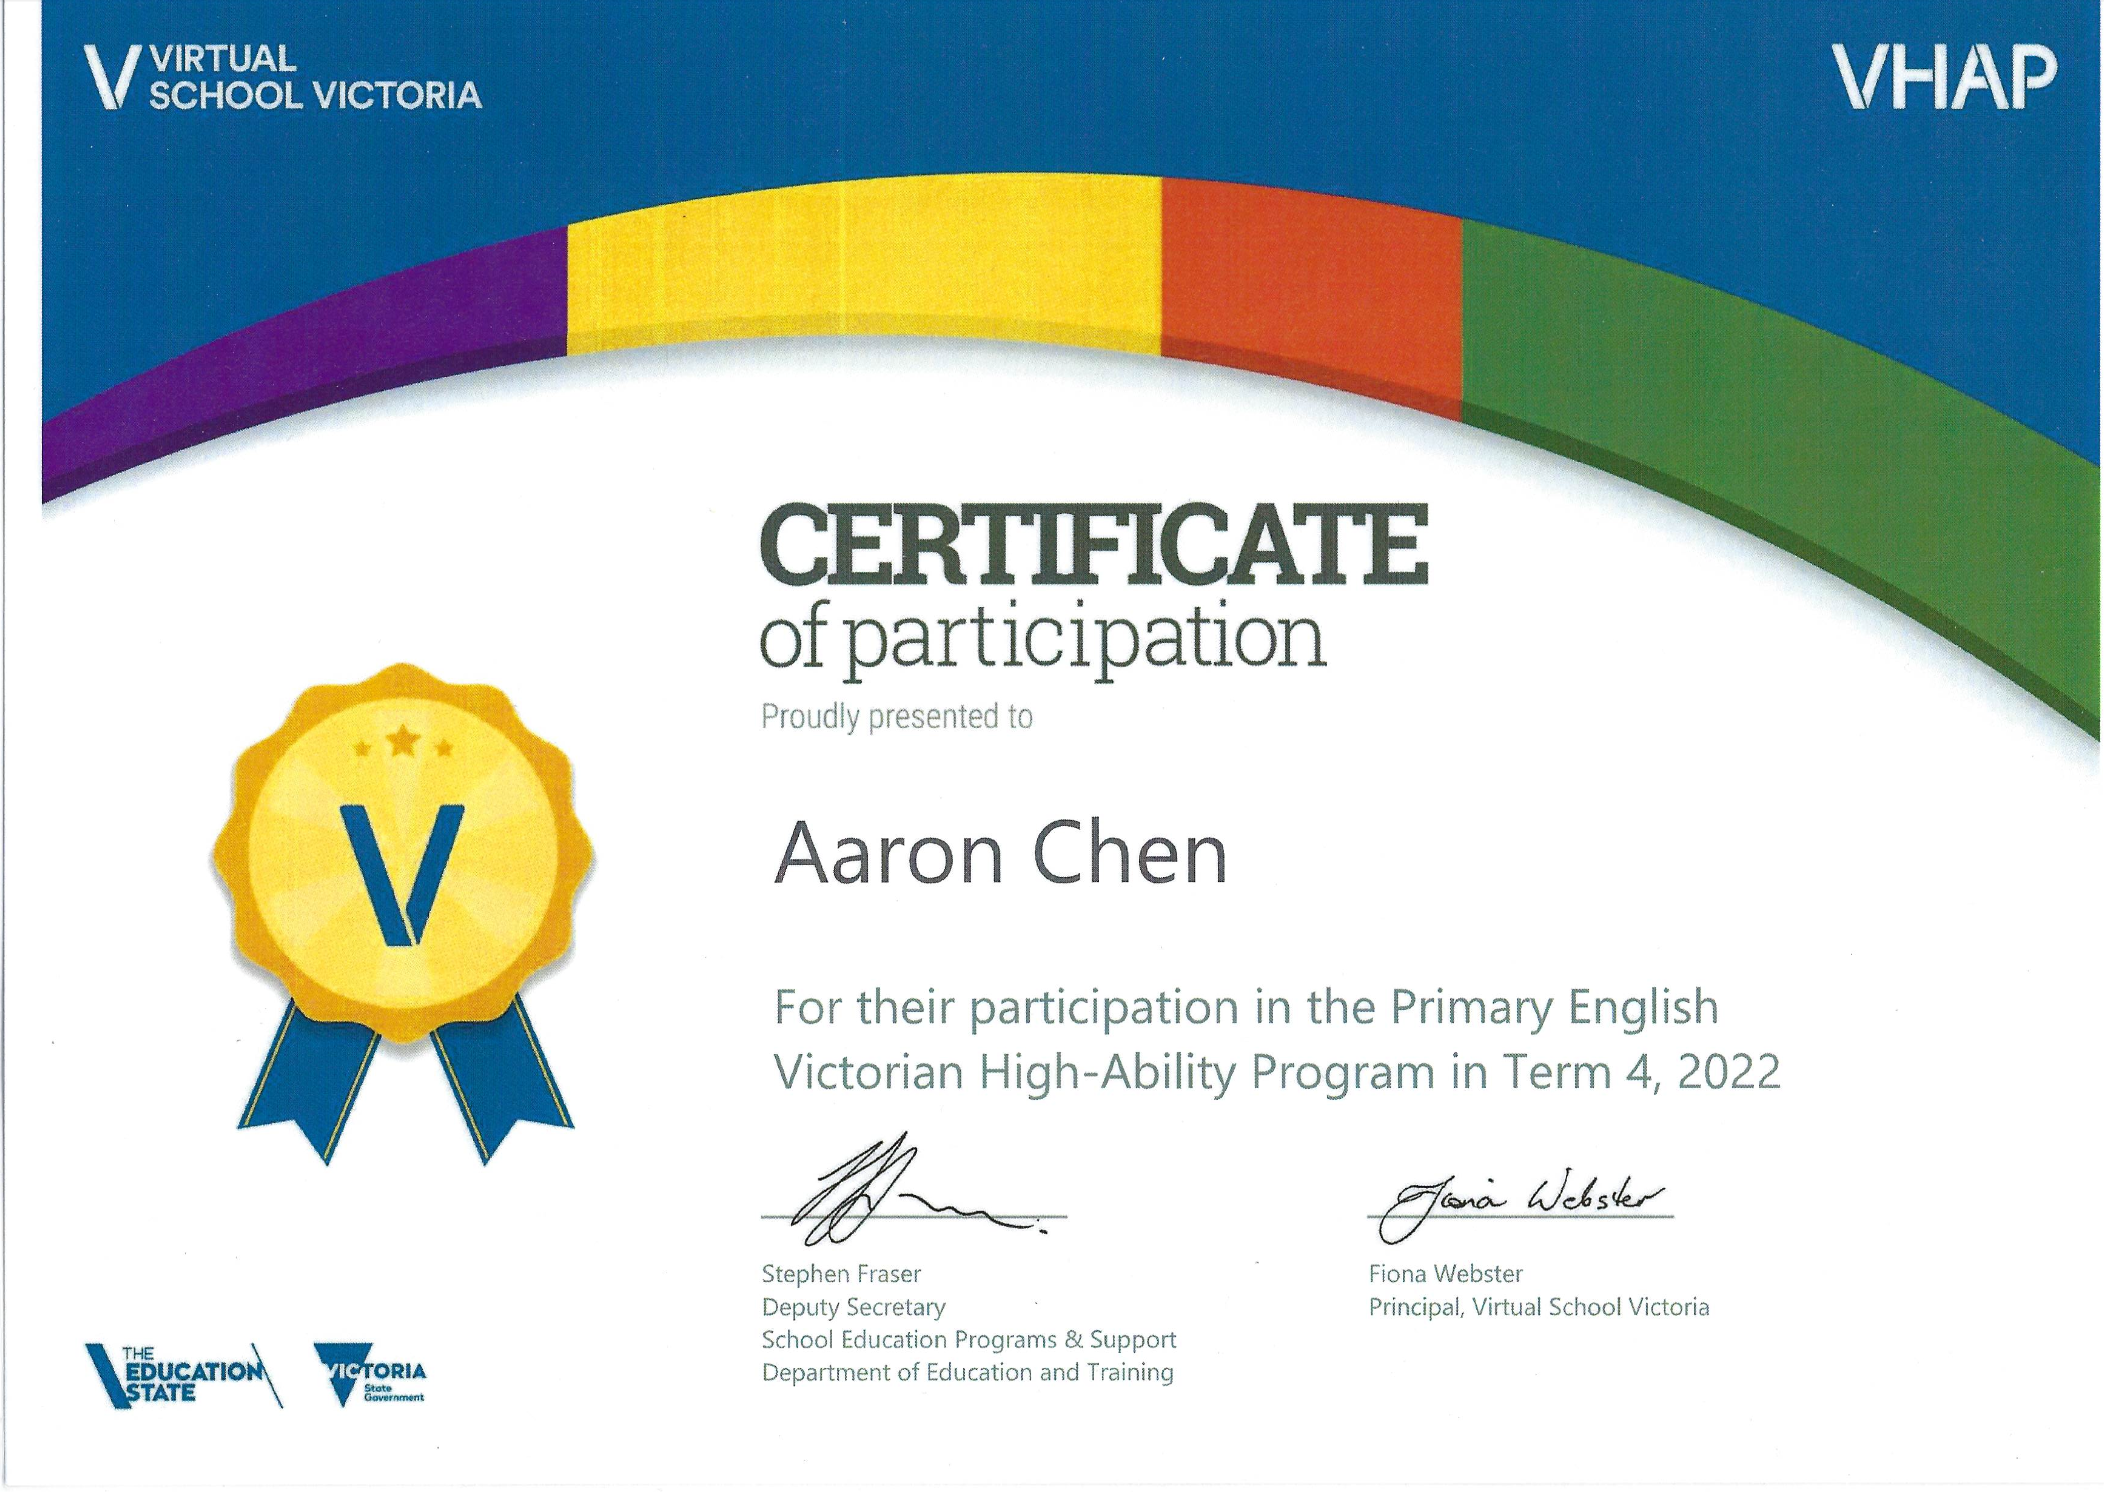 VIRTUAL
SCHOOL VICTORIA
VHAP
CERTIFICATE
of participation
Proudly presented to
Aaron Chen
For their participation in the Primary English
Victorian High-Ability Program in Term 4, 2022
Fiona Webster
Stephen Fraser
Deputy Secretary
School Education Programs & Support
Department of Education and Training
Fiona Webster
Principal, Virtual School Victoria
THE
EDUCATION
STATE
VICTORIA
State
Government